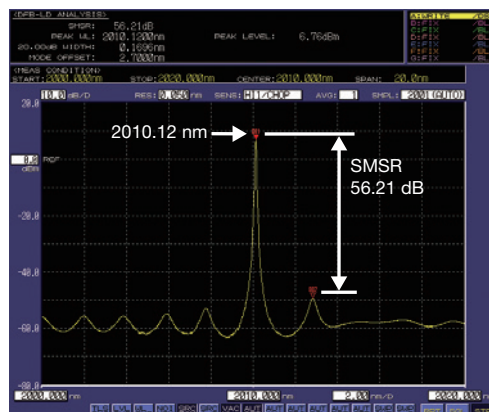 (DFB-LD ANALYSIS)
SMSR: 56.21dB
PEAK WL: 2010.1200nm PEAK LEVEL: 6.76dBm
20.00dB WIDTH: 0.1696nm
MODE OFFSET: 2.7000nm
A:WRITE /DSP
(MEAS CONDITION)
START:2000.000nm STOP:2020.000nm CENTER:2010.000nm SPAN: 20.0nm
10.0 dB/D RES:0.050 nm SENS:HI1/CHOP AVG: 1 SMPL: 2001(AUTO)
20.0
2010.12 nm
0.0 REF
dBm
SMSR
56.21 dB
-20.0
-40.0
-60.0
-80.0
2000.000 nm 2010.000 nm 2.00 nm/D 2020.000 nm